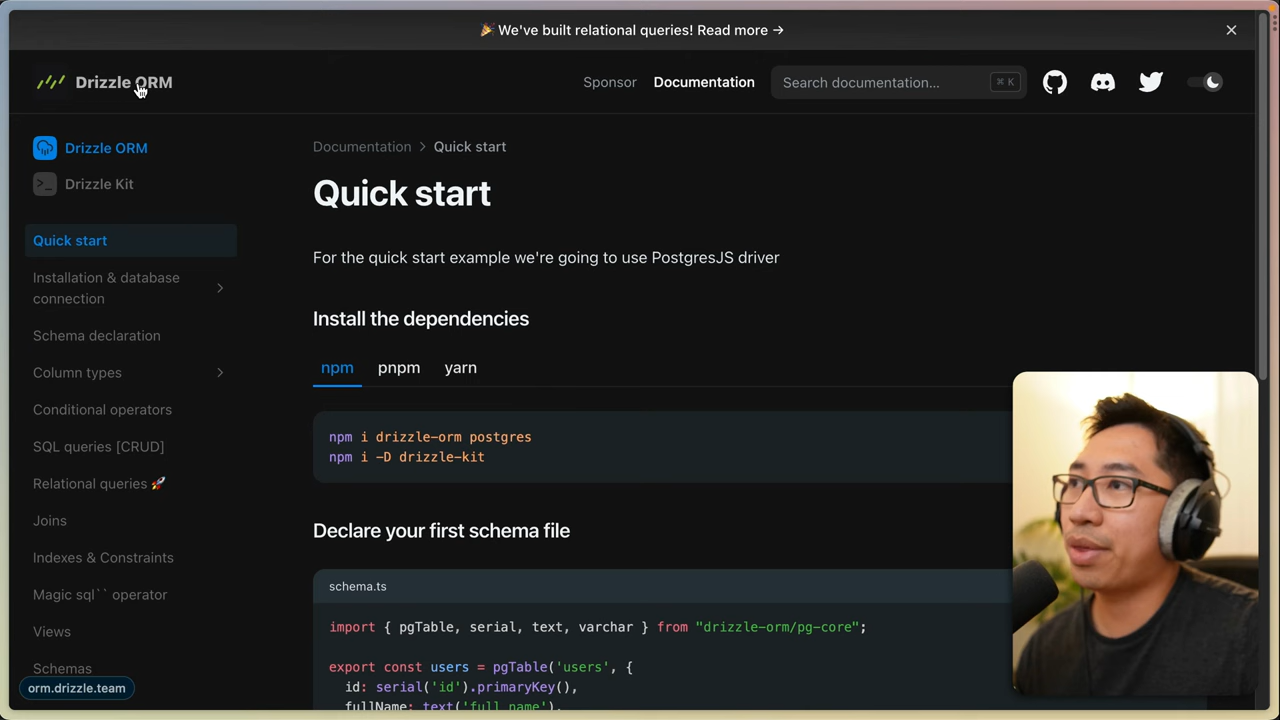 🎉 We've built relational queries! Read more →
Drizzle ORM
Sponsor
Documentation
Search documentation...
⌘ K
Drizzle ORM
Drizzle Kit
Quick start
Installation & database
connection
Schema declaration
Column types
Conditional operators
SQL queries [CRUD]
Relational queries 🚀
Joins
Indexes & Constraints
Magic sql`` operator
Views
Schemas
orm.drizzle.team
Documentation > Quick start
Quick start
For the quick start example we're going to use PostgresJS driver
Install the dependencies
npm pnpm yarn
npm i drizzle-orm postgres
npm i -D drizzle-kit
Declare your first schema file
schema.ts
import { pgTable, serial, text, varchar } from "drizzle-orm/pg-core";
export const users = pgTable('users', {
id: serial('id').primaryKey(),
fullName: text('full_name'),